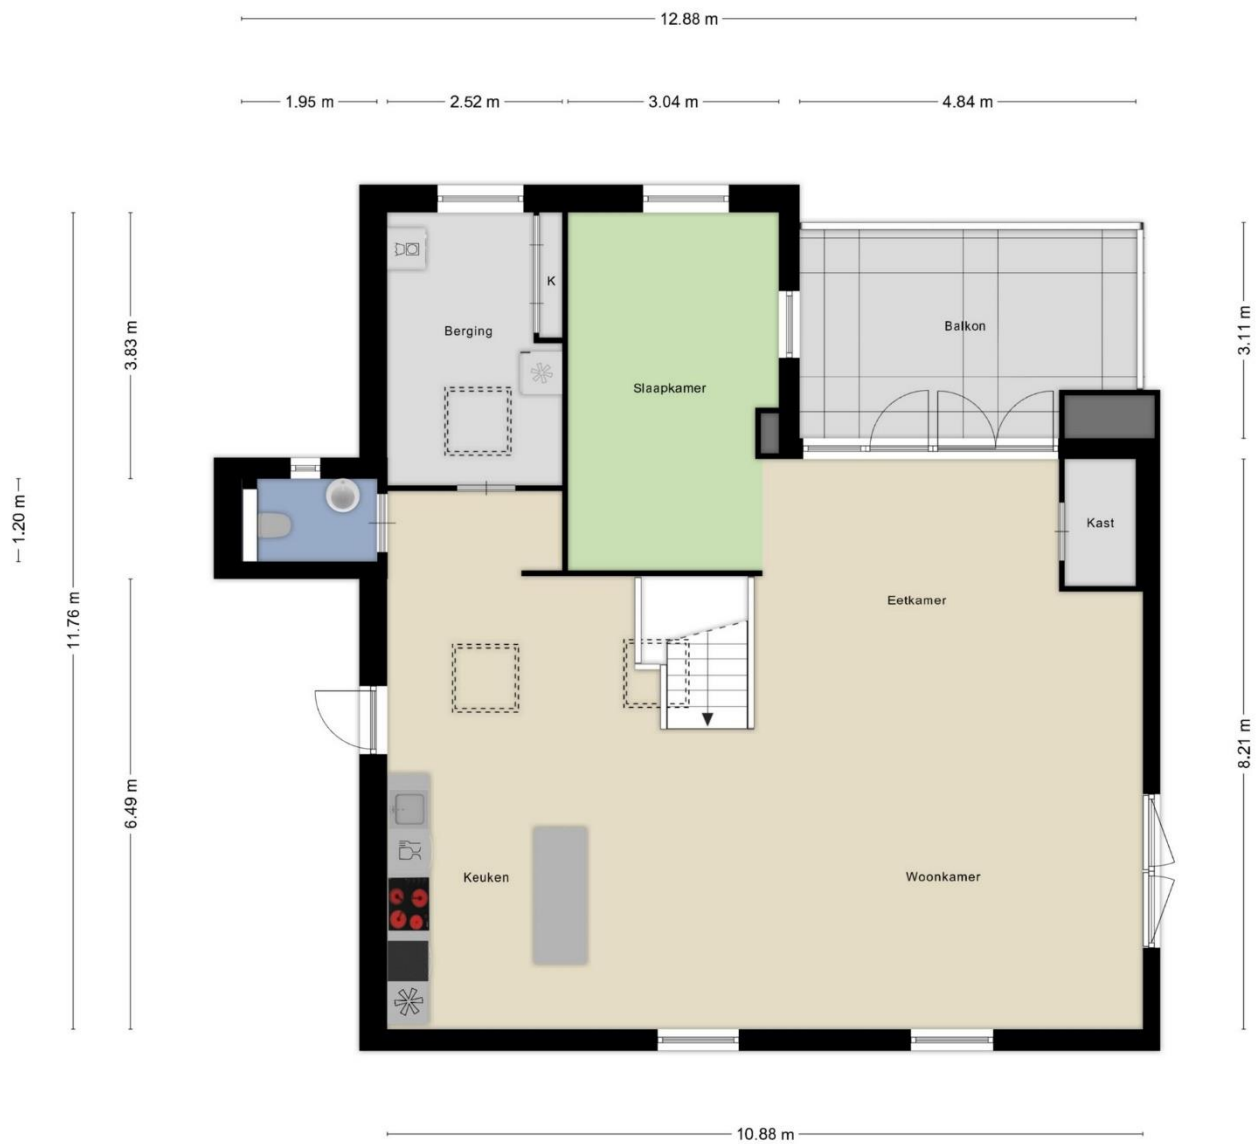 12.88 m
1.95 m
2.52 m
3.04 m
4.84 m
K
Berging
Balkon
3.83 m
3.11 m
Slaapkamer
1.20 m
Kast
Eetkamer
11.76 m
8.21 m
6.49 m
Keuken
Woonkamer
10.88 m